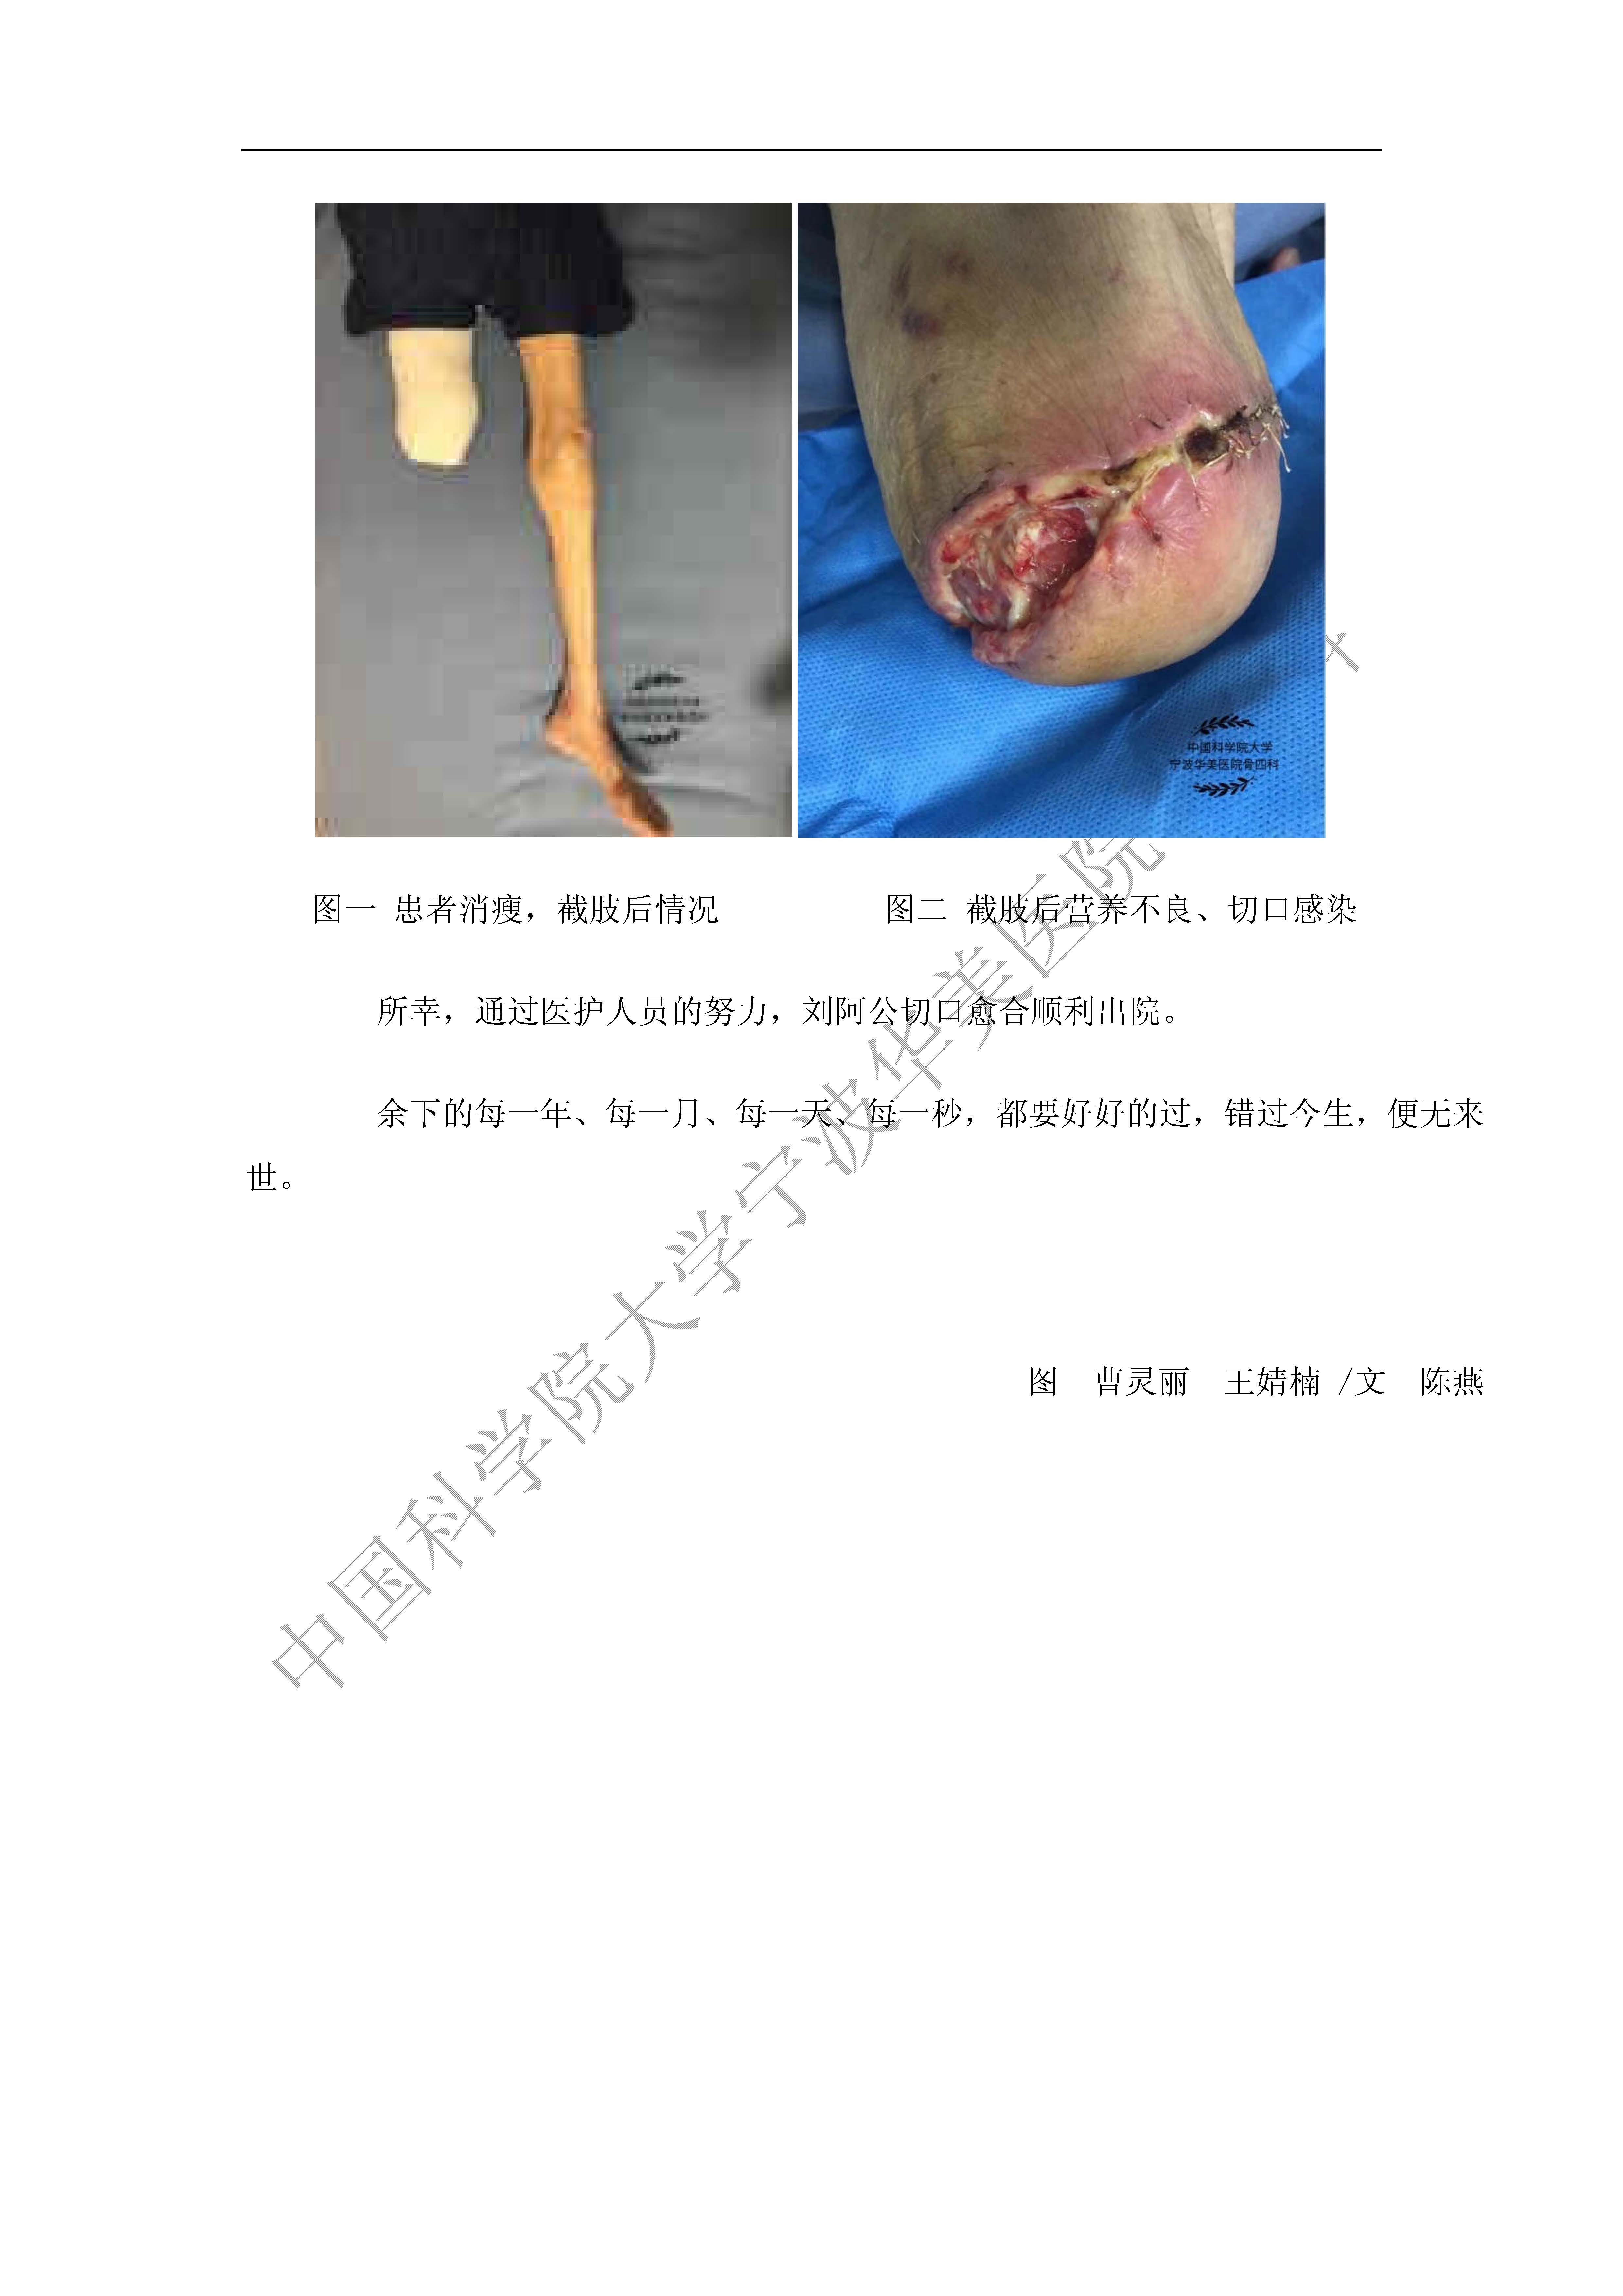 中国科学院大学
宁波华美医院骨四科
图一 患者消瘦，截肢后情况 图二 截肢后营养不良、切口感染
所幸，通过医护人员的努力，刘阿公切口愈合顺利出院。
余下的每一年、每一月、每一天、每一秒，都要好好的过，错过今生，便无来
世。
图 曹灵丽 王婧楠 /文 陈燕
中国科学院大学宁波华美医院